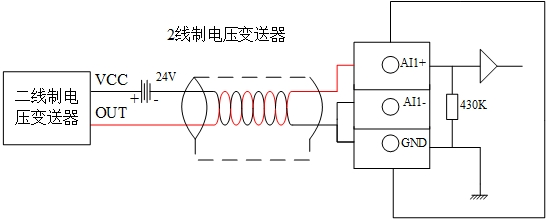 2线制电压变送器
VCC
24V
+
-
二线制电
压变送器
OUT
AI1+
AI1-
430K
GND